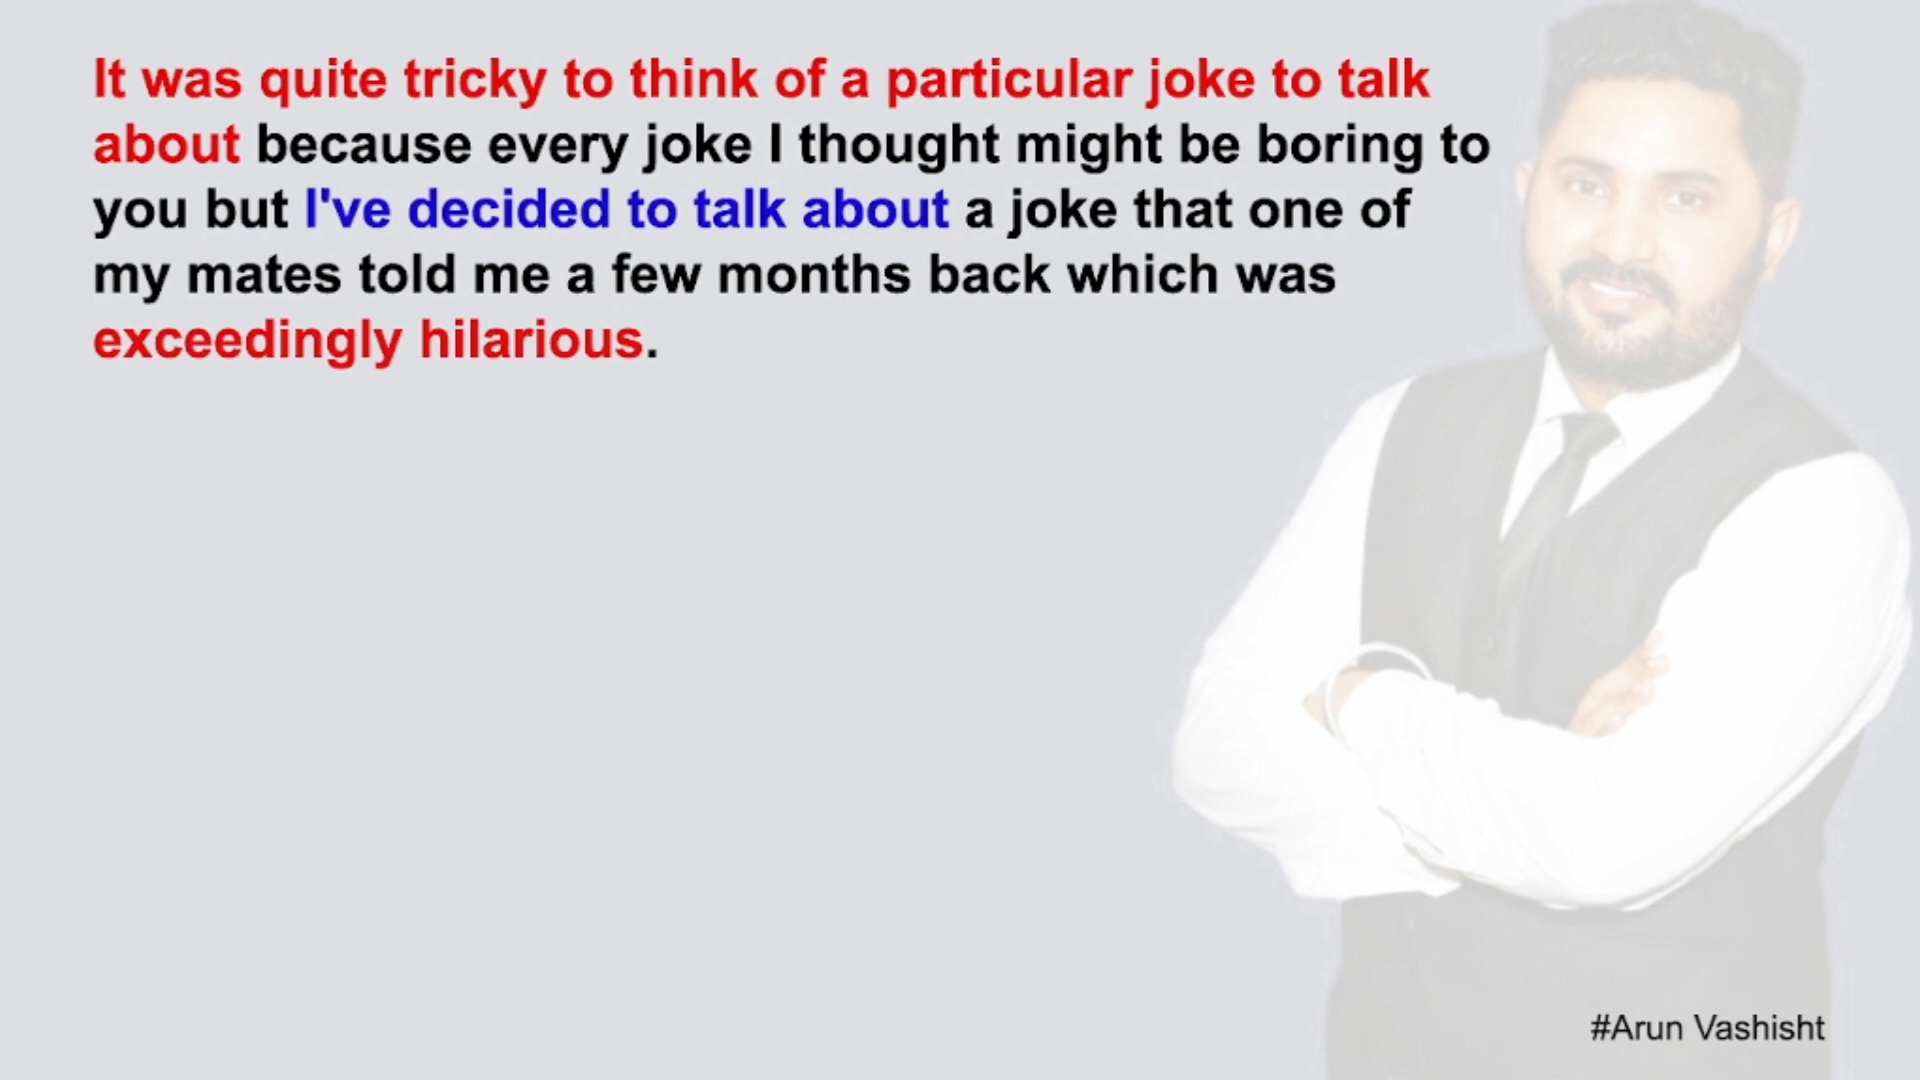 It was quite tricky to think of a particular joke to talk
about because every joke I thought might be boring to
you but I've decided to talk about a joke that one of
my mates told me a few months back which was
exceedingly hilarious.
#Arun Vashisht